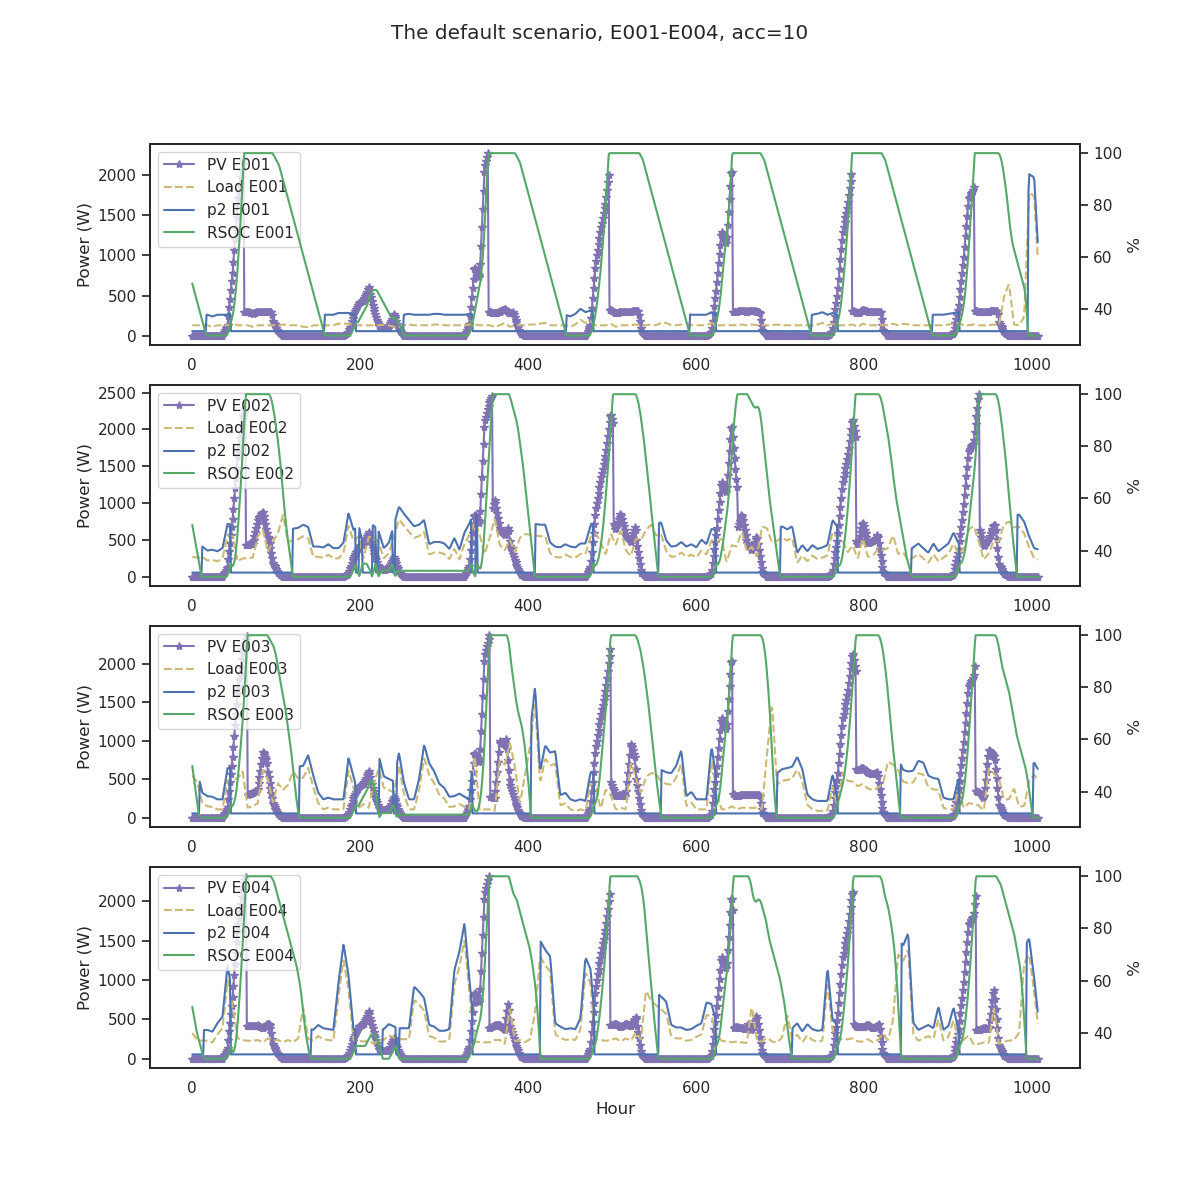 The default scenario, E001-E004, acc=10
PV E001
Load E001
p2 E001
RSOC E001
Power (W)
2000
1500
1000
500
0
100
80
60
40
%
0 200 400 600 800 1000
PV E002
Load E002
p2 E002
RSOC E002
Power (W)
2500
2000
1500
1000
500
0
100
80
60
40
%
0 200 400 600 800 1000
PV E003
Load E003
p2 E003
RSOC E003
Power (W)
2000
1500
1000
500
0
100
80
60
40
%
0 200 400 600 800 1000
PV E004
Load E004
p2 E004
RSOC E004
Power (W)
2000
1500
1000
500
0
100
80
60
40
%
0 200 400 600 800 1000
Hour